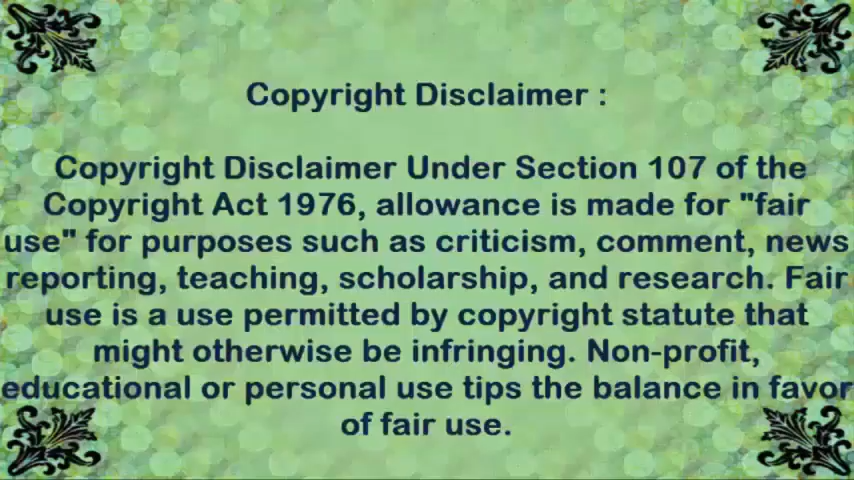 Copyright Disclaimer :
Copyright Disclaimer Under Section 107 of the
Copyright Act 1976, allowance is made for "fair
use" for purposes such as criticism, comment, news
reporting, teaching, scholarship, and research. Fair
use is a use permitted by copyright statute that
might otherwise be infringing. Non-profit,
educational or personal use tips the balance in favor
of fair use.